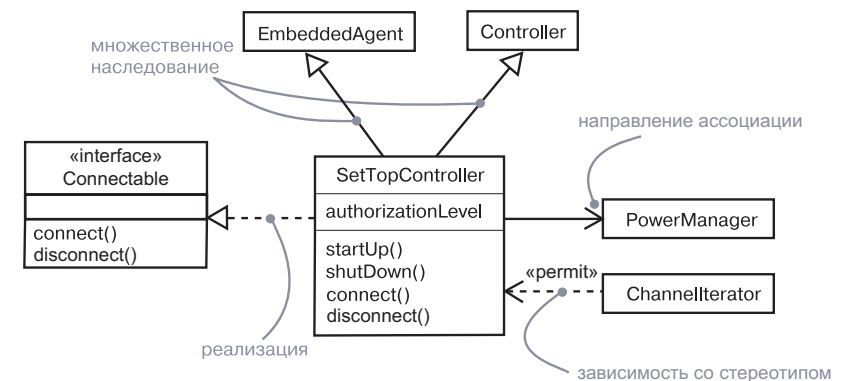 множественное
наследование
EmbeddedAgent
Controller
направление ассоциации
«interface»
Connectable
connect()
disconnect()
SetTopController
authorizationLevel
startUp()
shutDown()
connect()
disconnect()
PowerManager
«permit»
ChannelIterator
реализация
зависимость со стереотипом